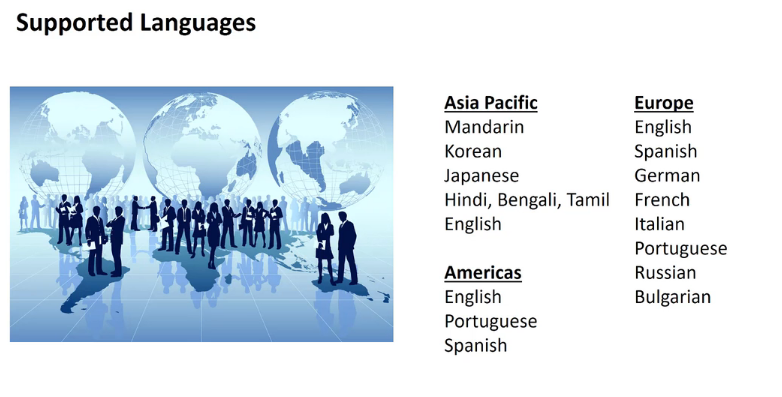 Supported Languages
Asia Pacific
Mandarin
Korean
Japanese
Hindi, Bengali, Tamil
English
Americas
English
Portuguese
Spanish
Europe
English
Spanish
German
French
Italian
Portuguese
Russian
Bulgarian